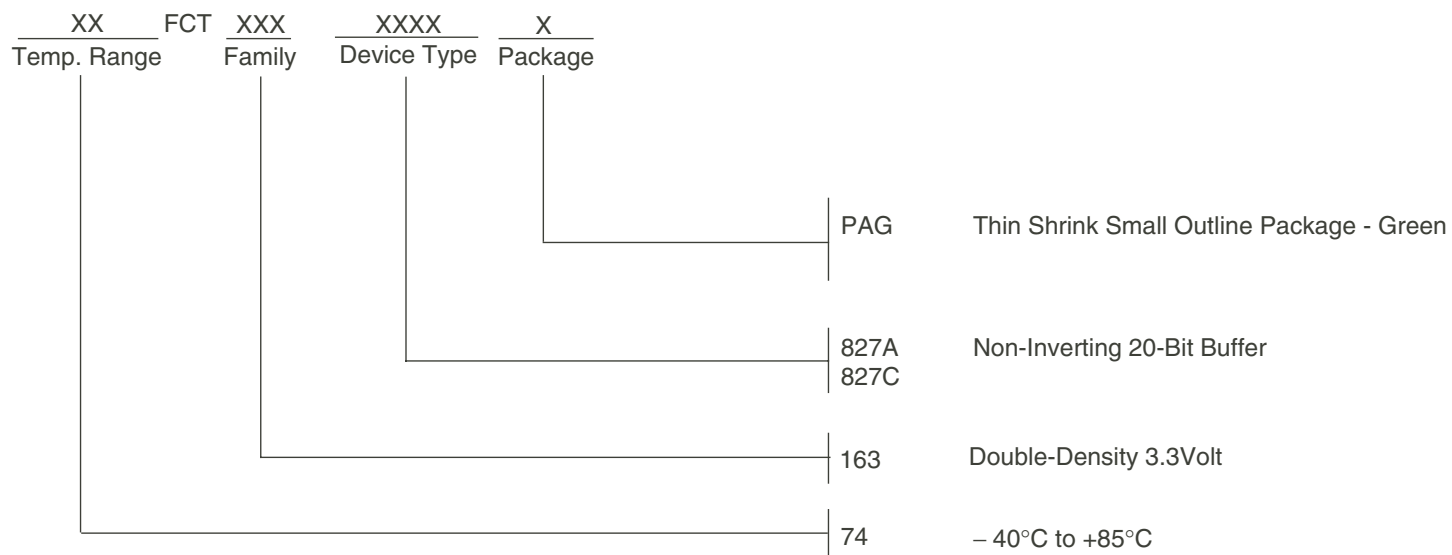 XX FCT XXX XXXX X
Temp. Range Family Device Type Package
PAG Thin Shrink Small Outline Package - Green
827A Non-Inverting 20-Bit Buffer
827C
163 Double-Density 3.3Volt
74 – 40°C to +85°C